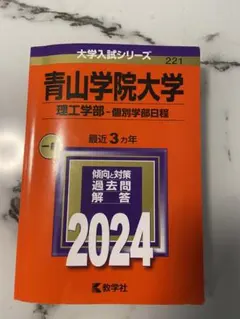 大学入試シリーズ
221
青山学院大学
理工学部-個別学部日程
最近3ヵ年
傾向と対策
過去問
解答
2024
教学社